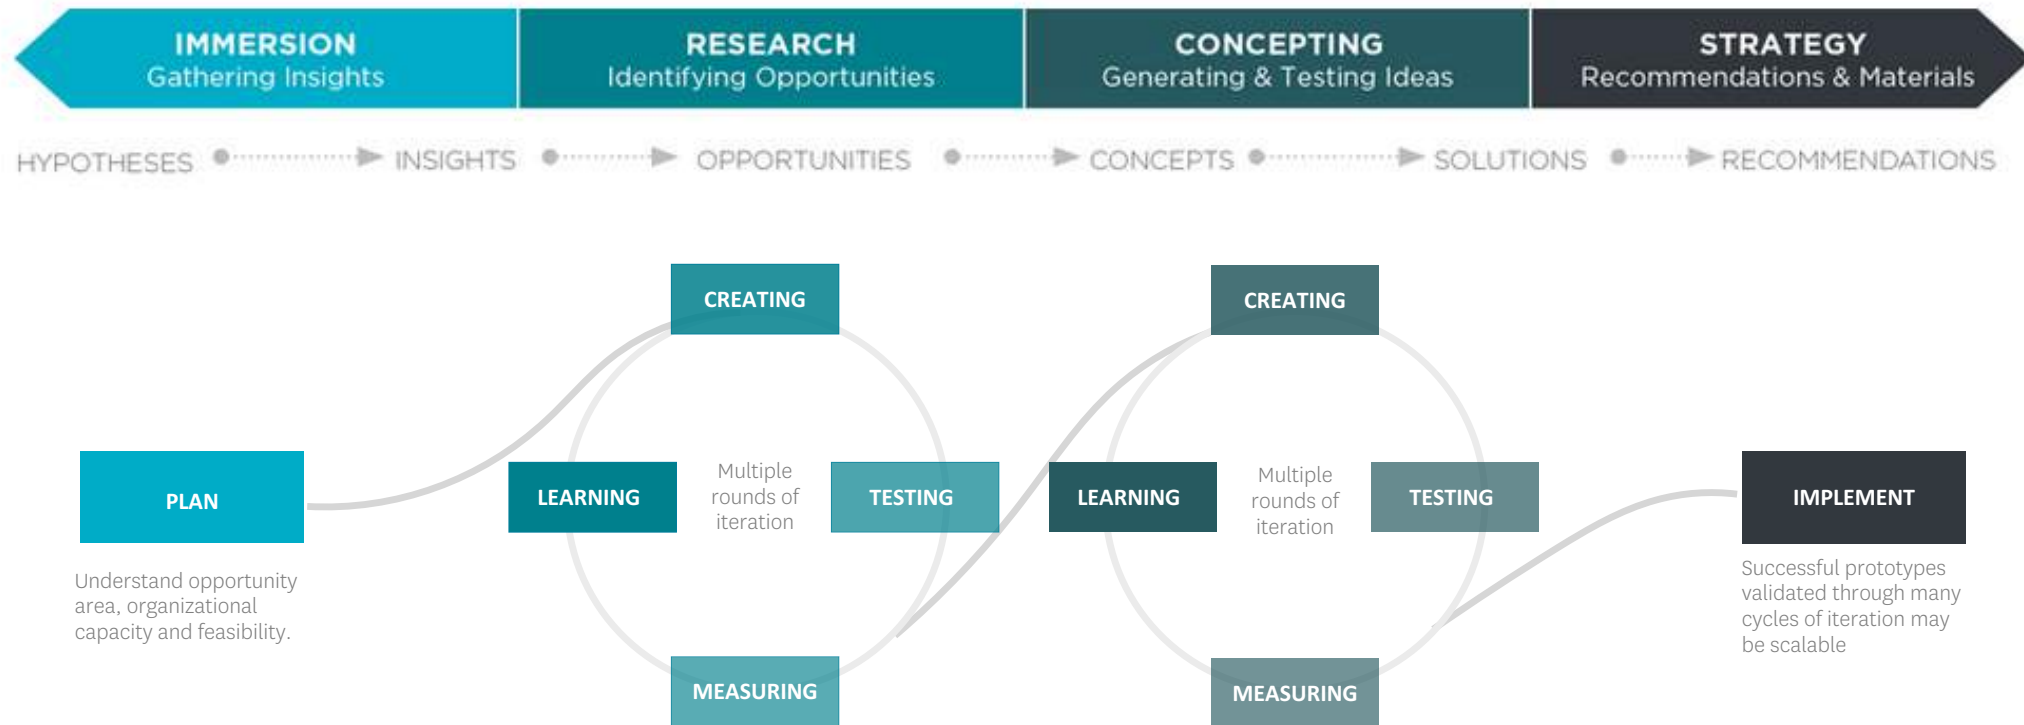 IMMERSION
Gathering Insights
RESEARCH
Identifying Opportunities
CONCEPTING
Generating & Testing Ideas
STRATEGY
Recommendations & Materials
HYPOTHESES
INSIGHTS
OPPORTUNITIES
CONCEPTS
SOLUTIONS
RECOMMENDATIONS
PLAN
Understand opportunity
area, organizational
capacity and feasibility.
CREATING
LEARNING
Multiple
rounds of
iteration
TESTING
MEASURING
CREATING
LEARNING
Multiple
rounds of
iteration
TESTING
MEASURING
IMPLEMENT
Successful prototypes
validated through many
cycles of iteration may
be scalable